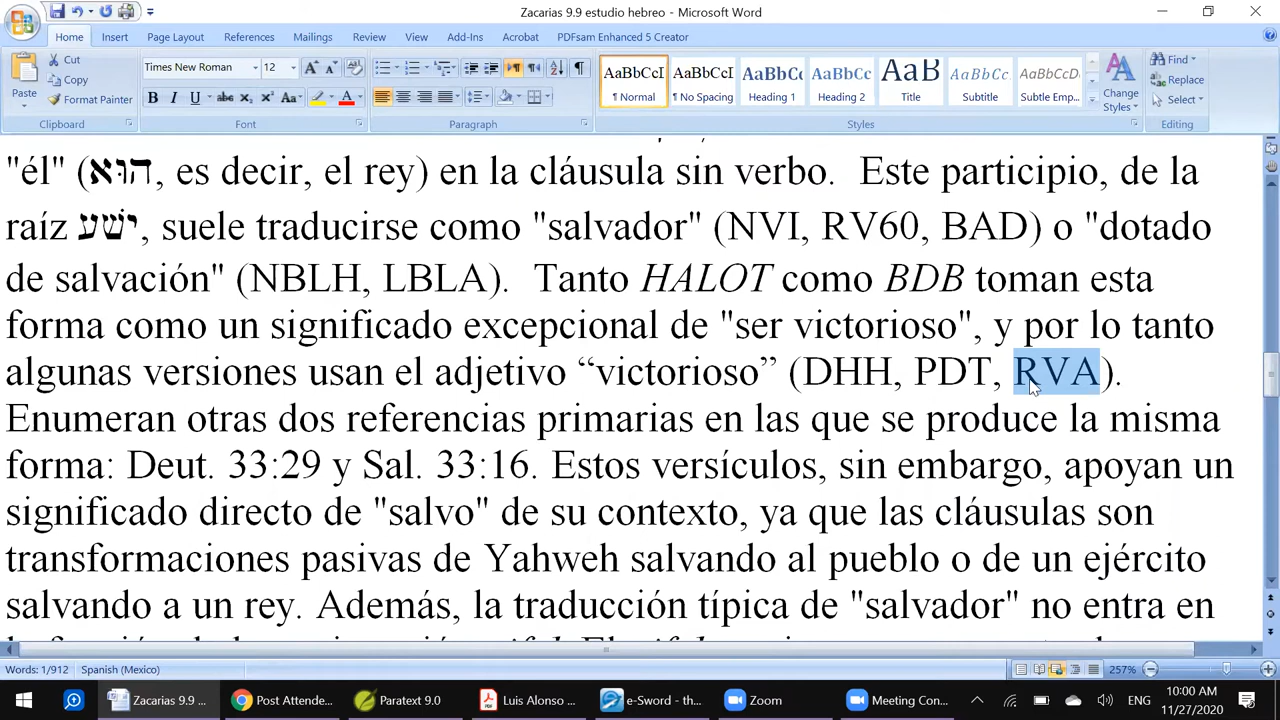 Zacarias 9.9 estudio hebreo - Microsoft Word
Home Insert Page Layout References Mailings Review View Add-Ins Acrobat PDFsam Enhanced 5 Creator
Paste Cut Copy Format Painter Clipboard
Times New Roman 12
Font
Paragraph
AaBbCcI AaBbCcI AaBbCc AaBbCc AaB AaBbCcI AaBbCcD
¶ Normal ¶ No Spacing Heading 1 Heading 2 Title Subtitle Subtle Emp...
Change Styles
Styles
Find Replace Select Editing
"él" (הוּא, es decir, el rey) en la cláusula sin verbo. Este participio, de la
raíz ישׁע, suele traducirse como "salvador" (NVI, RV60, BAD) o "dotado
de salvación" (NBLH, LBLA). Tanto HALOT como BDB toman esta
forma como un significado excepcional de "ser victorioso", y por lo tanto
algunas versiones usan el adjetivo “victorioso” (DHH, PDT, RVA).
Enumeran otras dos referencias primarias en las que se produce la misma
forma: Deut. 33:29 y Sal. 33:16. Estos versículos, sin embargo, apoyan un
significado directo de "salvo" de su contexto, ya que las cláusulas son
transformaciones pasivas de Yahweh salvando al pueblo o de un ejército
salvando a un rey. Además, la traducción típica de "salvador" no entra en
Words: 1/912 Spanish (Mexico) 257%
Zacarias 9.9 ... Post Attende... Paratext 9.0 Luis Alonso ... e-Sword - th... Zoom Meeting Con... ENG 10:00 AM
11/27/2020